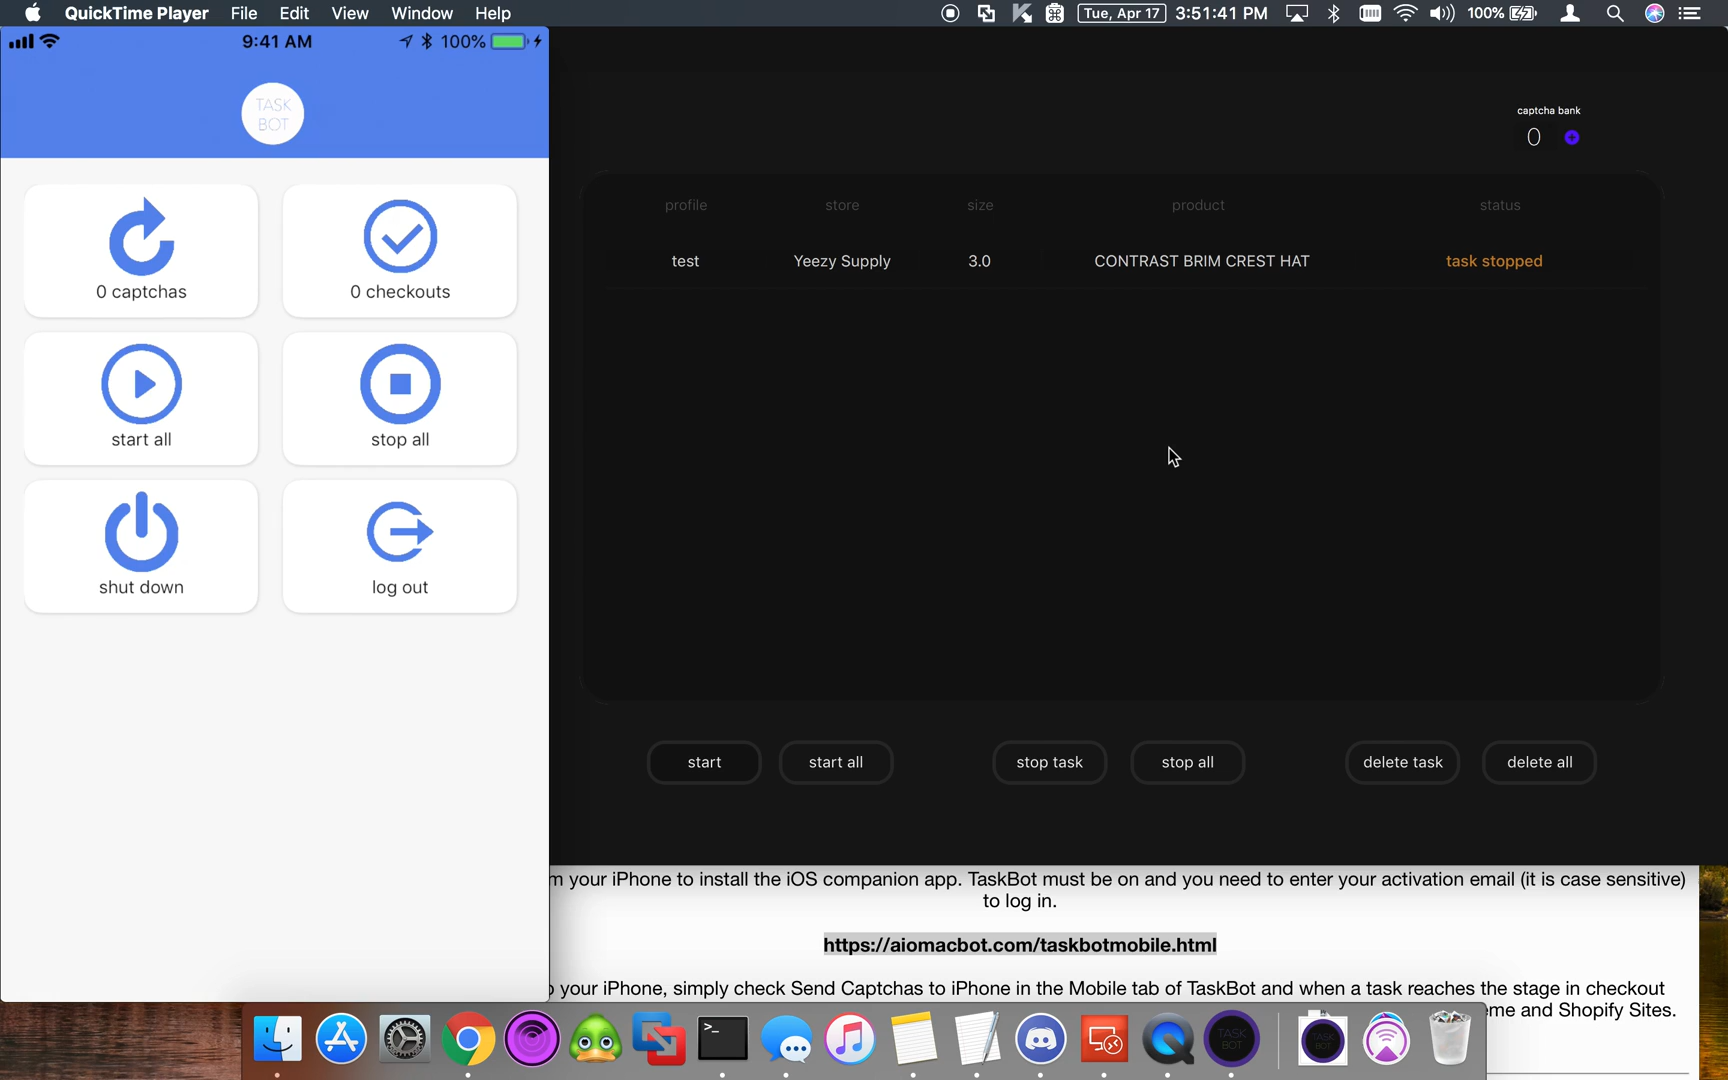 QuickTime Player File Edit View Window Help Tue, Apr 17 3:51:41 PM 100%
9:41 AM 100%
TASK
BOT
0 captchas
0 checkouts
start all
stop all
shut down
log out
captcha bank
0
profile store size product status
test Yeezy Supply 3.0 CONTRAST BRIM CREST HAT task stopped
start start all stop task stop all delete task delete all
m your iPhone to install the iOS companion app. TaskBot must be on and you need to enter your activation email (it is case sensitive)
to log in.
https://aiomacbot.com/taskbotmobile.html
your iPhone, simply check Send Captchas to iPhone in the Mobile tab of TaskBot and when a task reaches the stage in checkout
eme and Shopify Sites.
>_
TASK
BOT